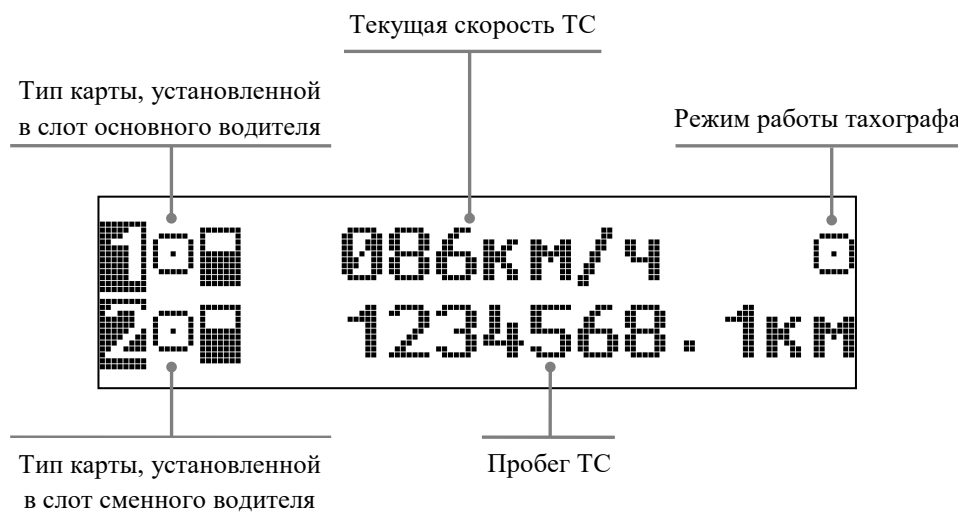 Текущая скорость ТС
Тип карты, установленной
в слот основного водителя
Режим работы тахографа
1 086км/ч
2 1234568.1км
Тип карты, установленной
в слот сменного водителя
Пробег ТС